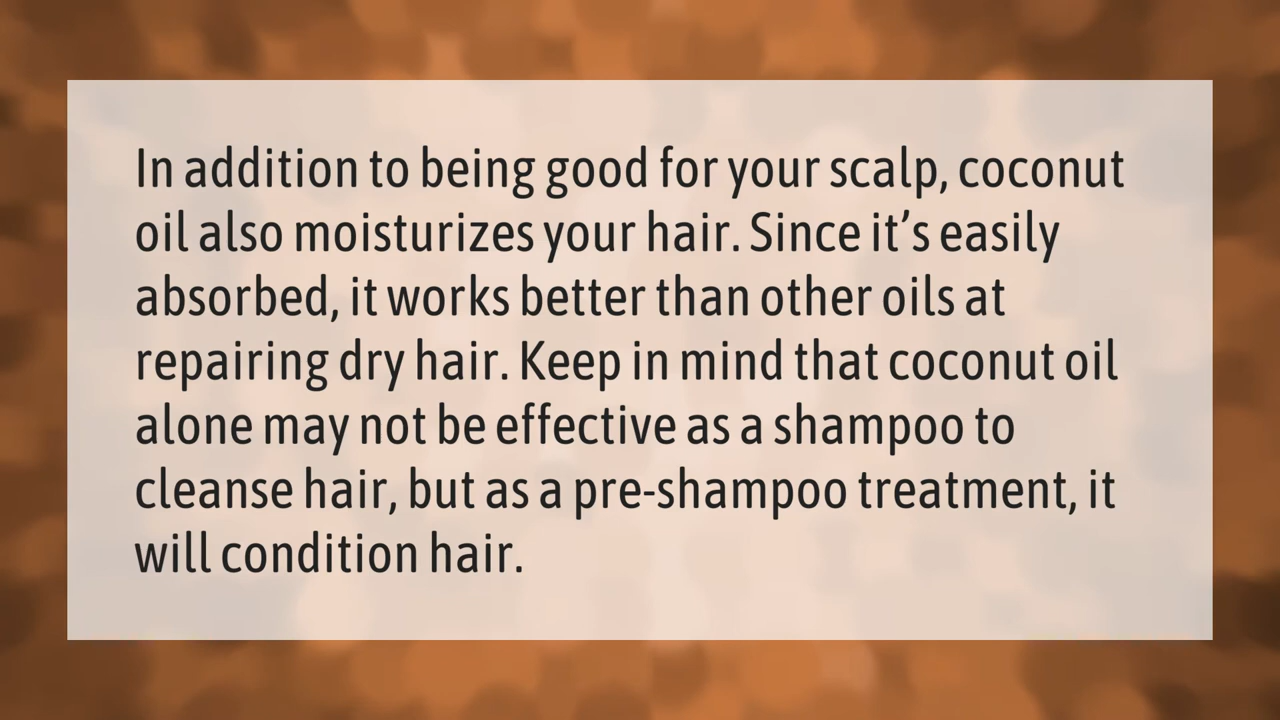 In addition to being good for your scalp, coconut
oil also moisturizes your hair. Since it’s easily
absorbed, it works better than other oils at
repairing dry hair. Keep in mind that coconut oil
alone may not be effective as a shampoo to
cleanse hair, but as a pre-shampoo treatment, it
will condition hair.